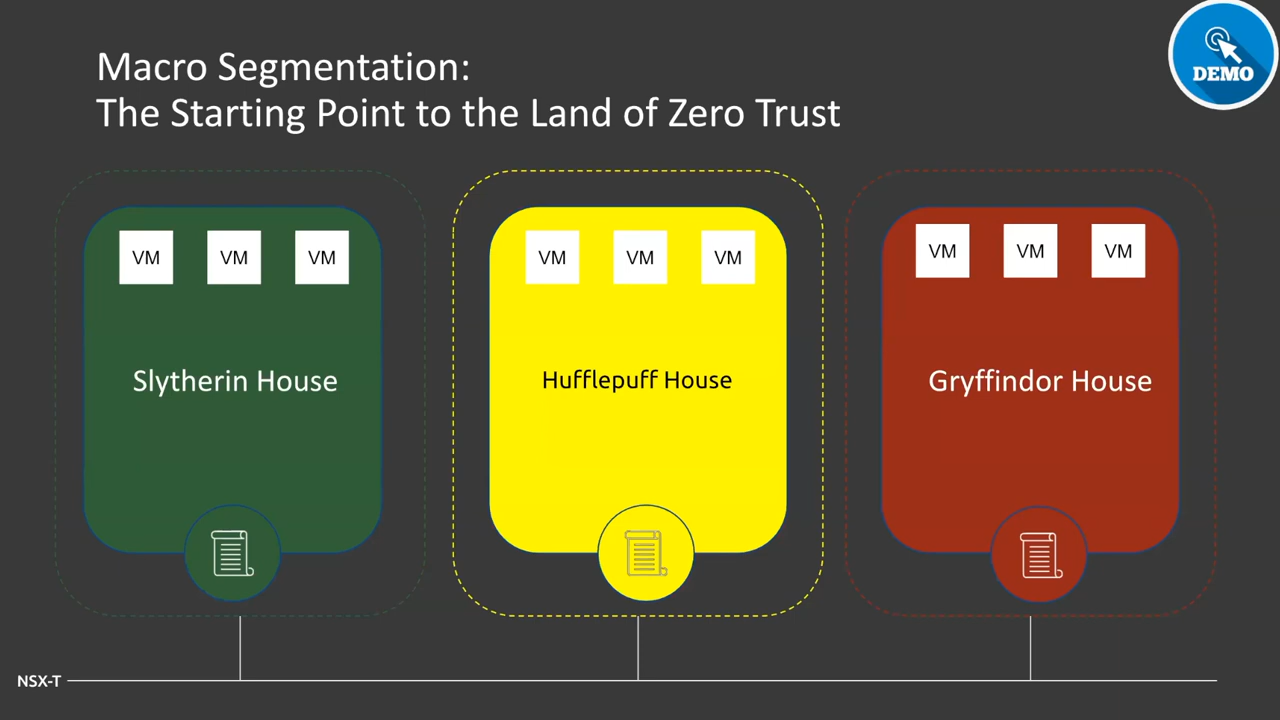 Macro Segmentation:
The Starting Point to the Land of Zero Trust
DEMO
VM VM VM
VM VM VM
VM VM VM
Slytherin House
Hufflepuff House
Gryffindor House
NSX-T